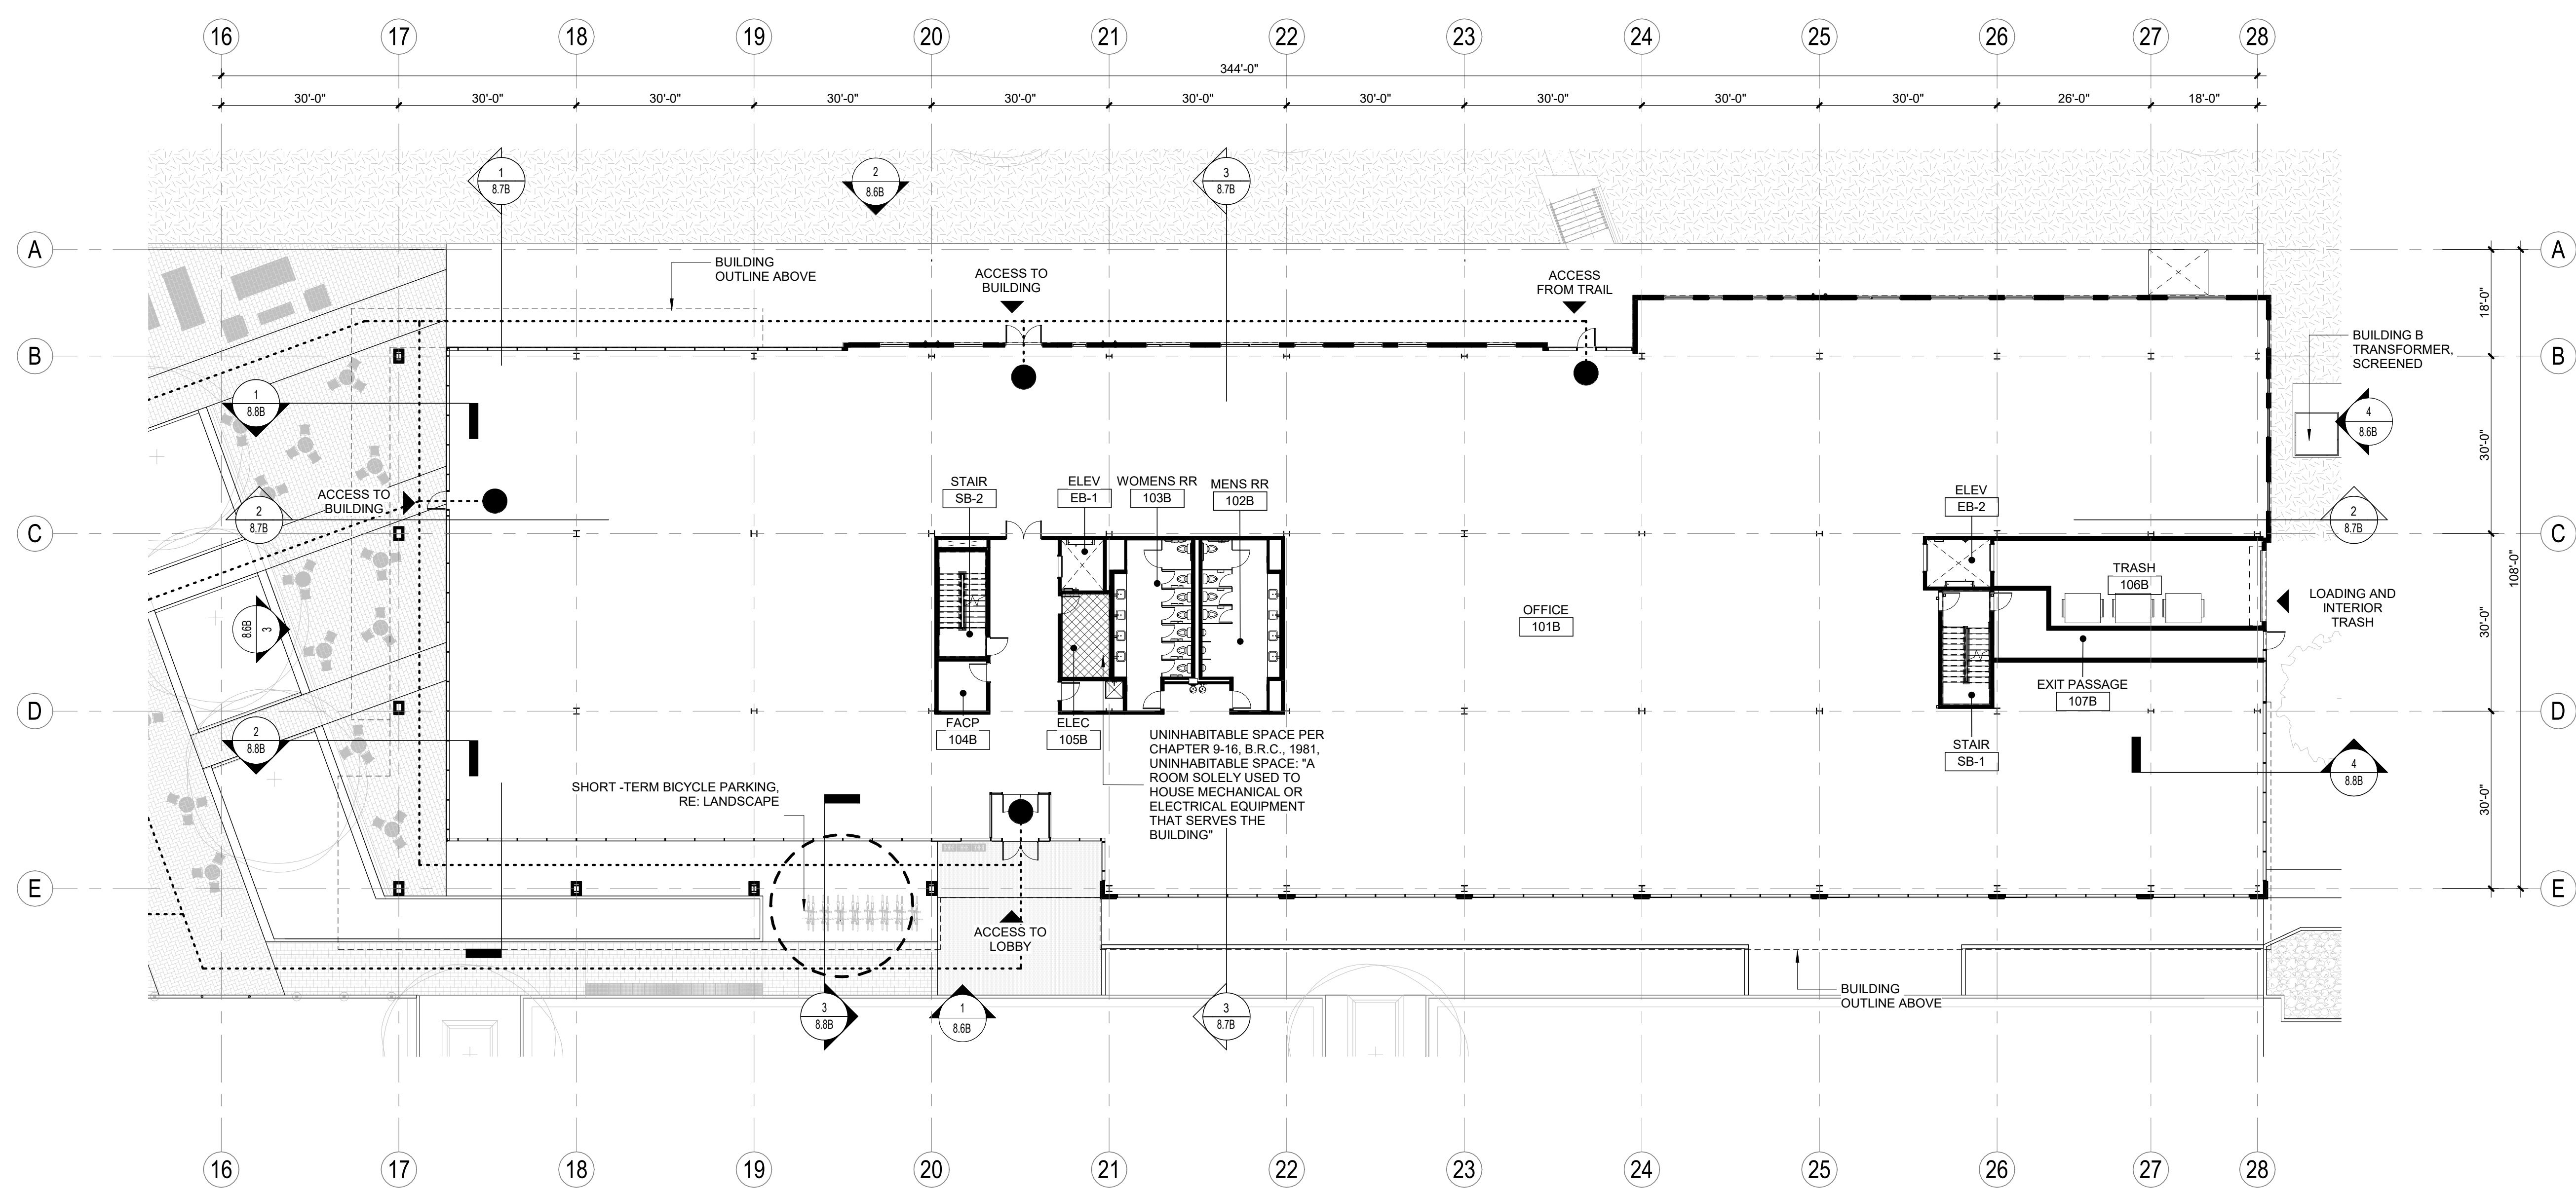 16 17 18 19 20 21 22 23 24 25 26 27 28
344'-0"
30'-0" 30'-0" 30'-0" 30'-0" 30'-0" 30'-0" 30'-0" 30'-0" 30'-0" 30'-0" 26'-0" 18'-0"
1
8.7B
2
8.6B
3
8.7B
A
A
BUILDING
OUTLINE ABOVE
ACCESS TO
BUILDING
ACCESS
FROM TRAIL
18'-0"
B
B
BUILDING B
TRANSFORMER,
SCREENED
1
8.8B
4
8.6B
30'-0"
ACCESS TO
BUILDING
2
8.7B
STAIR
SB-2
ELEV
EB-1
WOMENS RR
103B
MENS RR
102B
ELEV
EB-2
2
8.7B
C
C
108'-0"
TRASH
106B
LOADING AND
INTERIOR
TRASH
OFFICE
101B
30'-0"
3
8.6B
EXIT PASSAGE
107B
D
D
FACP
104B
ELEC
105B
2
8.8B
UNINHABITABLE SPACE PER
CHAPTER 9-16, B.R.C., 1981,
UNINHABITABLE SPACE: "A
ROOM SOLELY USED TO
HOUSE MECHANICAL OR
ELECTRICAL EQUIPMENT
THAT SERVES THE
BUILDING"
STAIR
SB-1
4
8.8B
30'-0"
SHORT -TERM BICYCLE PARKING,
RE: LANDSCAPE
E
E
ACCESS TO
LOBBY
BUILDING
OUTLINE ABOVE
3
8.8B
1
8.6B
3
8.7B
16 17 18 19 20 21 22 23 24 25 26 27 28